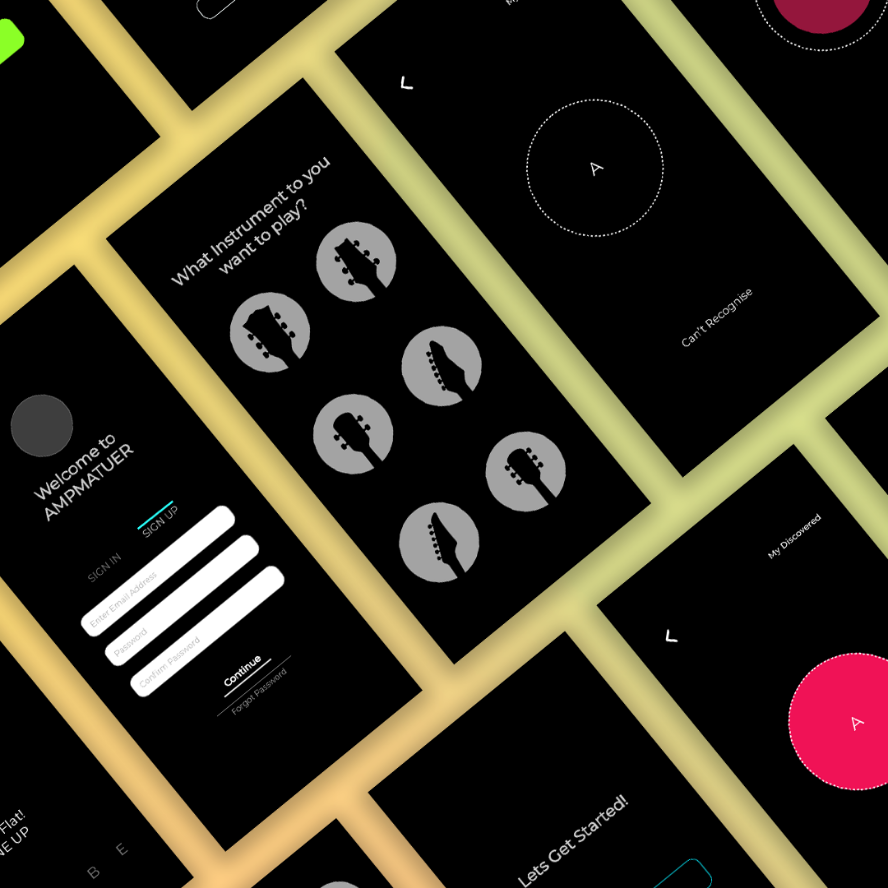 My Discovered
A
Can't Recognise
What Instrument to you
want to play?
Welcome to
AMPMATUER
SIGN IN
SIGN UP
Enter Email Address
Password
Confirm Password
Continue
Forgot Password
A
Lets Get Started!
Flat!
B
E